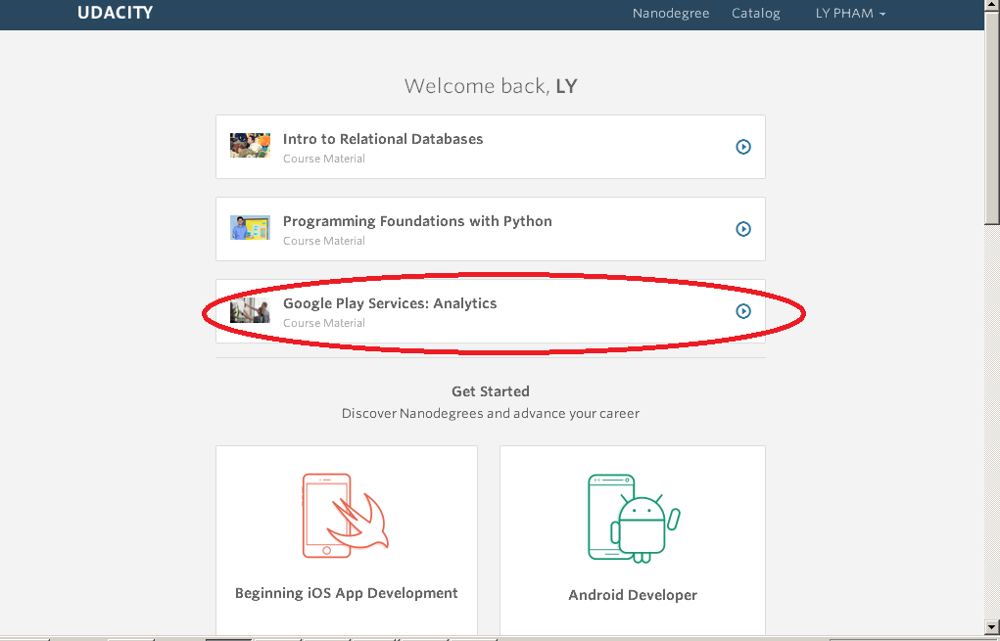 UDACITY
Nanodegree Catalog LY PHAM
Welcome back, LY
Intro to Relational Databases
Course Material
Programming Foundations with Python
Course Material
Google Play Services: Analytics
Course Material
Get Started
Discover Nanodegrees and advance your career
Beginning iOS App Development
Android Developer